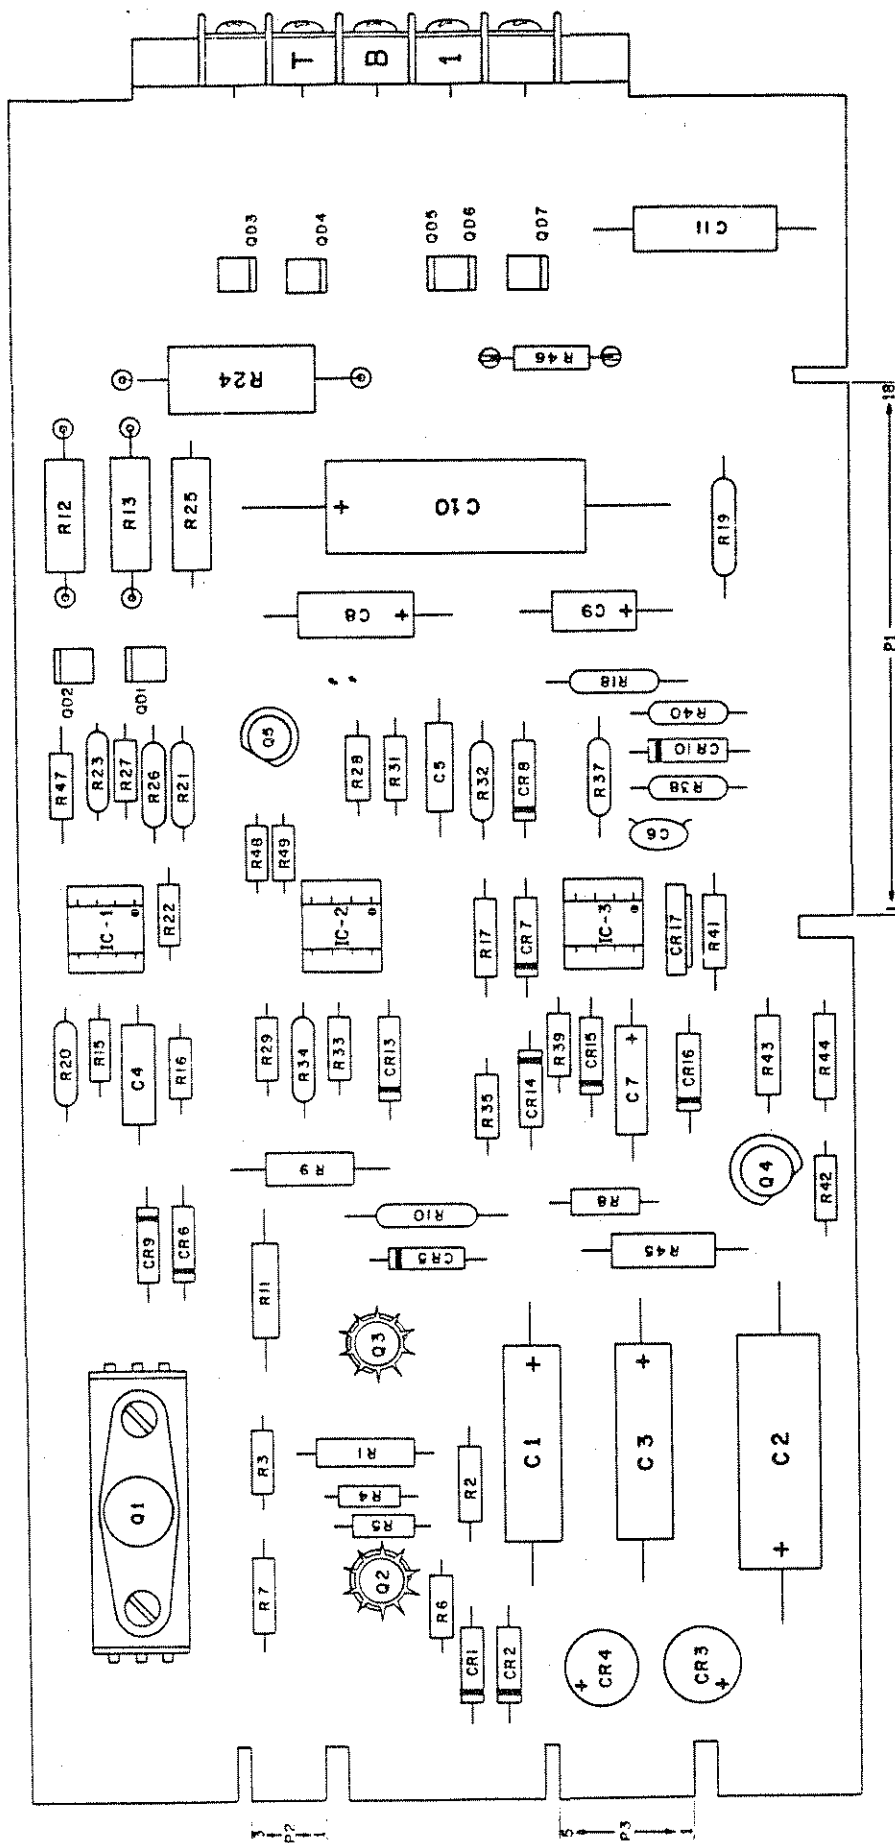 T B 1
QD3
QD4
QD5
QD6
QD7
C11
R24
R46
R12
R13
R25
+ C10
R19
C8 +
C9 +
18
P1
1
QD2
QD1
Q5
R18
R47
R23
R27
R26
R21
R28
R31
C5
R32
CR8
R37
R40
CR10
R38
C6
R48
R49
IC-1
R22
IC-2
R17
CR7
IC-3
CR17
R41
R20
R15
C4
R16
R29
R34
R33
CR13
R35
CR14
R39
CR15
C7 +
CR16
R43
R44
R9
R8
Q4
R42
CR9
CR6
R11
R10
CR5
R45
Q3
Q1
R3
R1
R4
R5
R2
C1 +
C3 +
C2 +
R7
Q2
R6
CR1
CR2
CR4 +
CR3 +
3
P2
1
5
P3
1